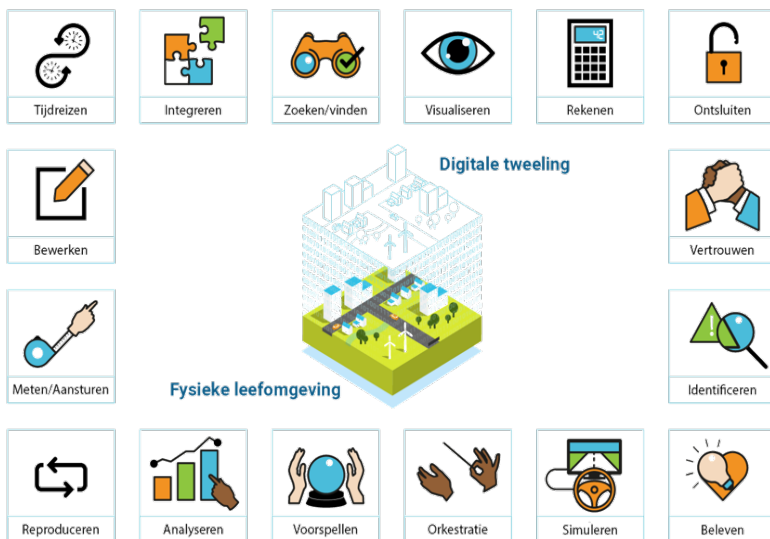 Tijdreizen
Integreren
Zoeken/vinden
Visualiseren
42
Rekenen
Ontsluiten
Digitale tweeling
Bewerken
Vertrouwen
Meten/Aansturen
Fysieke leefomgeving
!
Identificeren
Reproduceren
Analyseren
Voorspellen
Orkestratie
Simuleren
Beleven